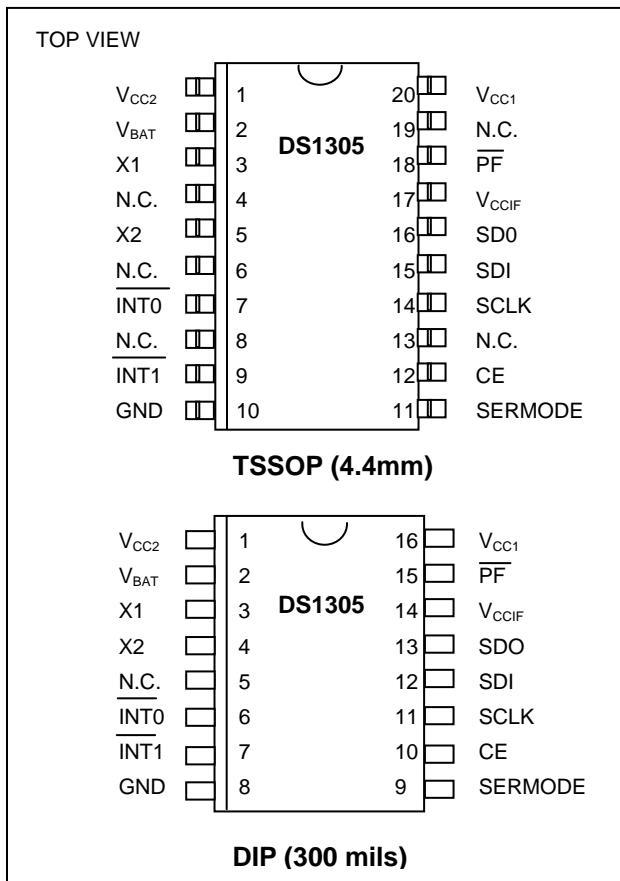 TOP VIEW
VCC2 1 20 VCC1
VBAT 2 19 N.C.
DS1305
X1 3 18 PF
N.C. 4 17 VCCIF
X2 5 16 SD0
N.C. 6 15 SDI
INT0 7 14 SCLK
N.C. 8 13 N.C.
INT1 9 12 CE
GND 10 11 SERMODE
TSSOP (4.4mm)
VCC2 1 16 VCC1
VBAT 2 15 PF
X1 3 DS1305 14 VCCIF
X2 4 13 SDO
N.C. 5 12 SDI
INT0 6 11 SCLK
INT1 7 10 CE
GND 8 9 SERMODE
DIP (300 mils)